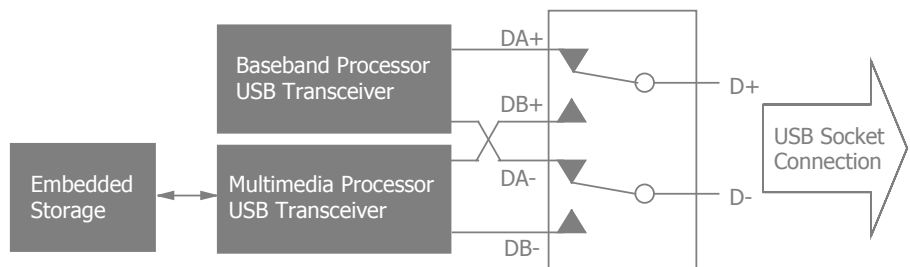 Baseband Processor
USB Transceiver
Embedded
Storage
Multimedia Processor
USB Transceiver
DA+
DB+
DA-
DB-
D+
D-
USB Socket
Connection